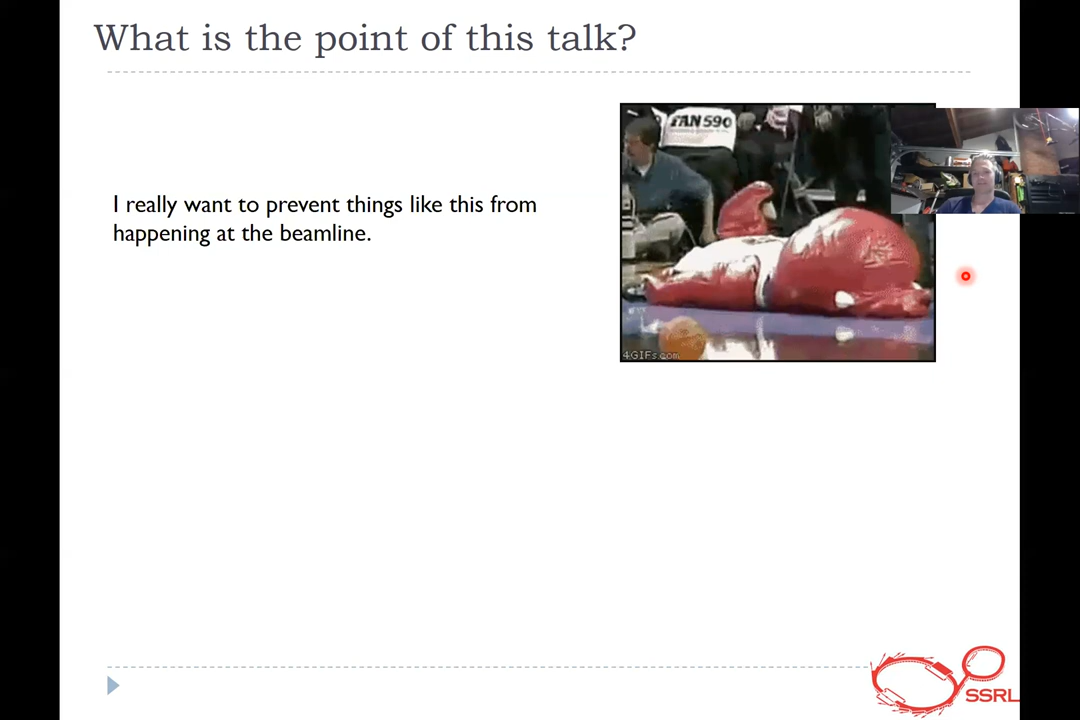 What is the point of this talk?
FAN 590
I really want to prevent things like this from
happening at the beamline.
4GIFs.com
SSRL